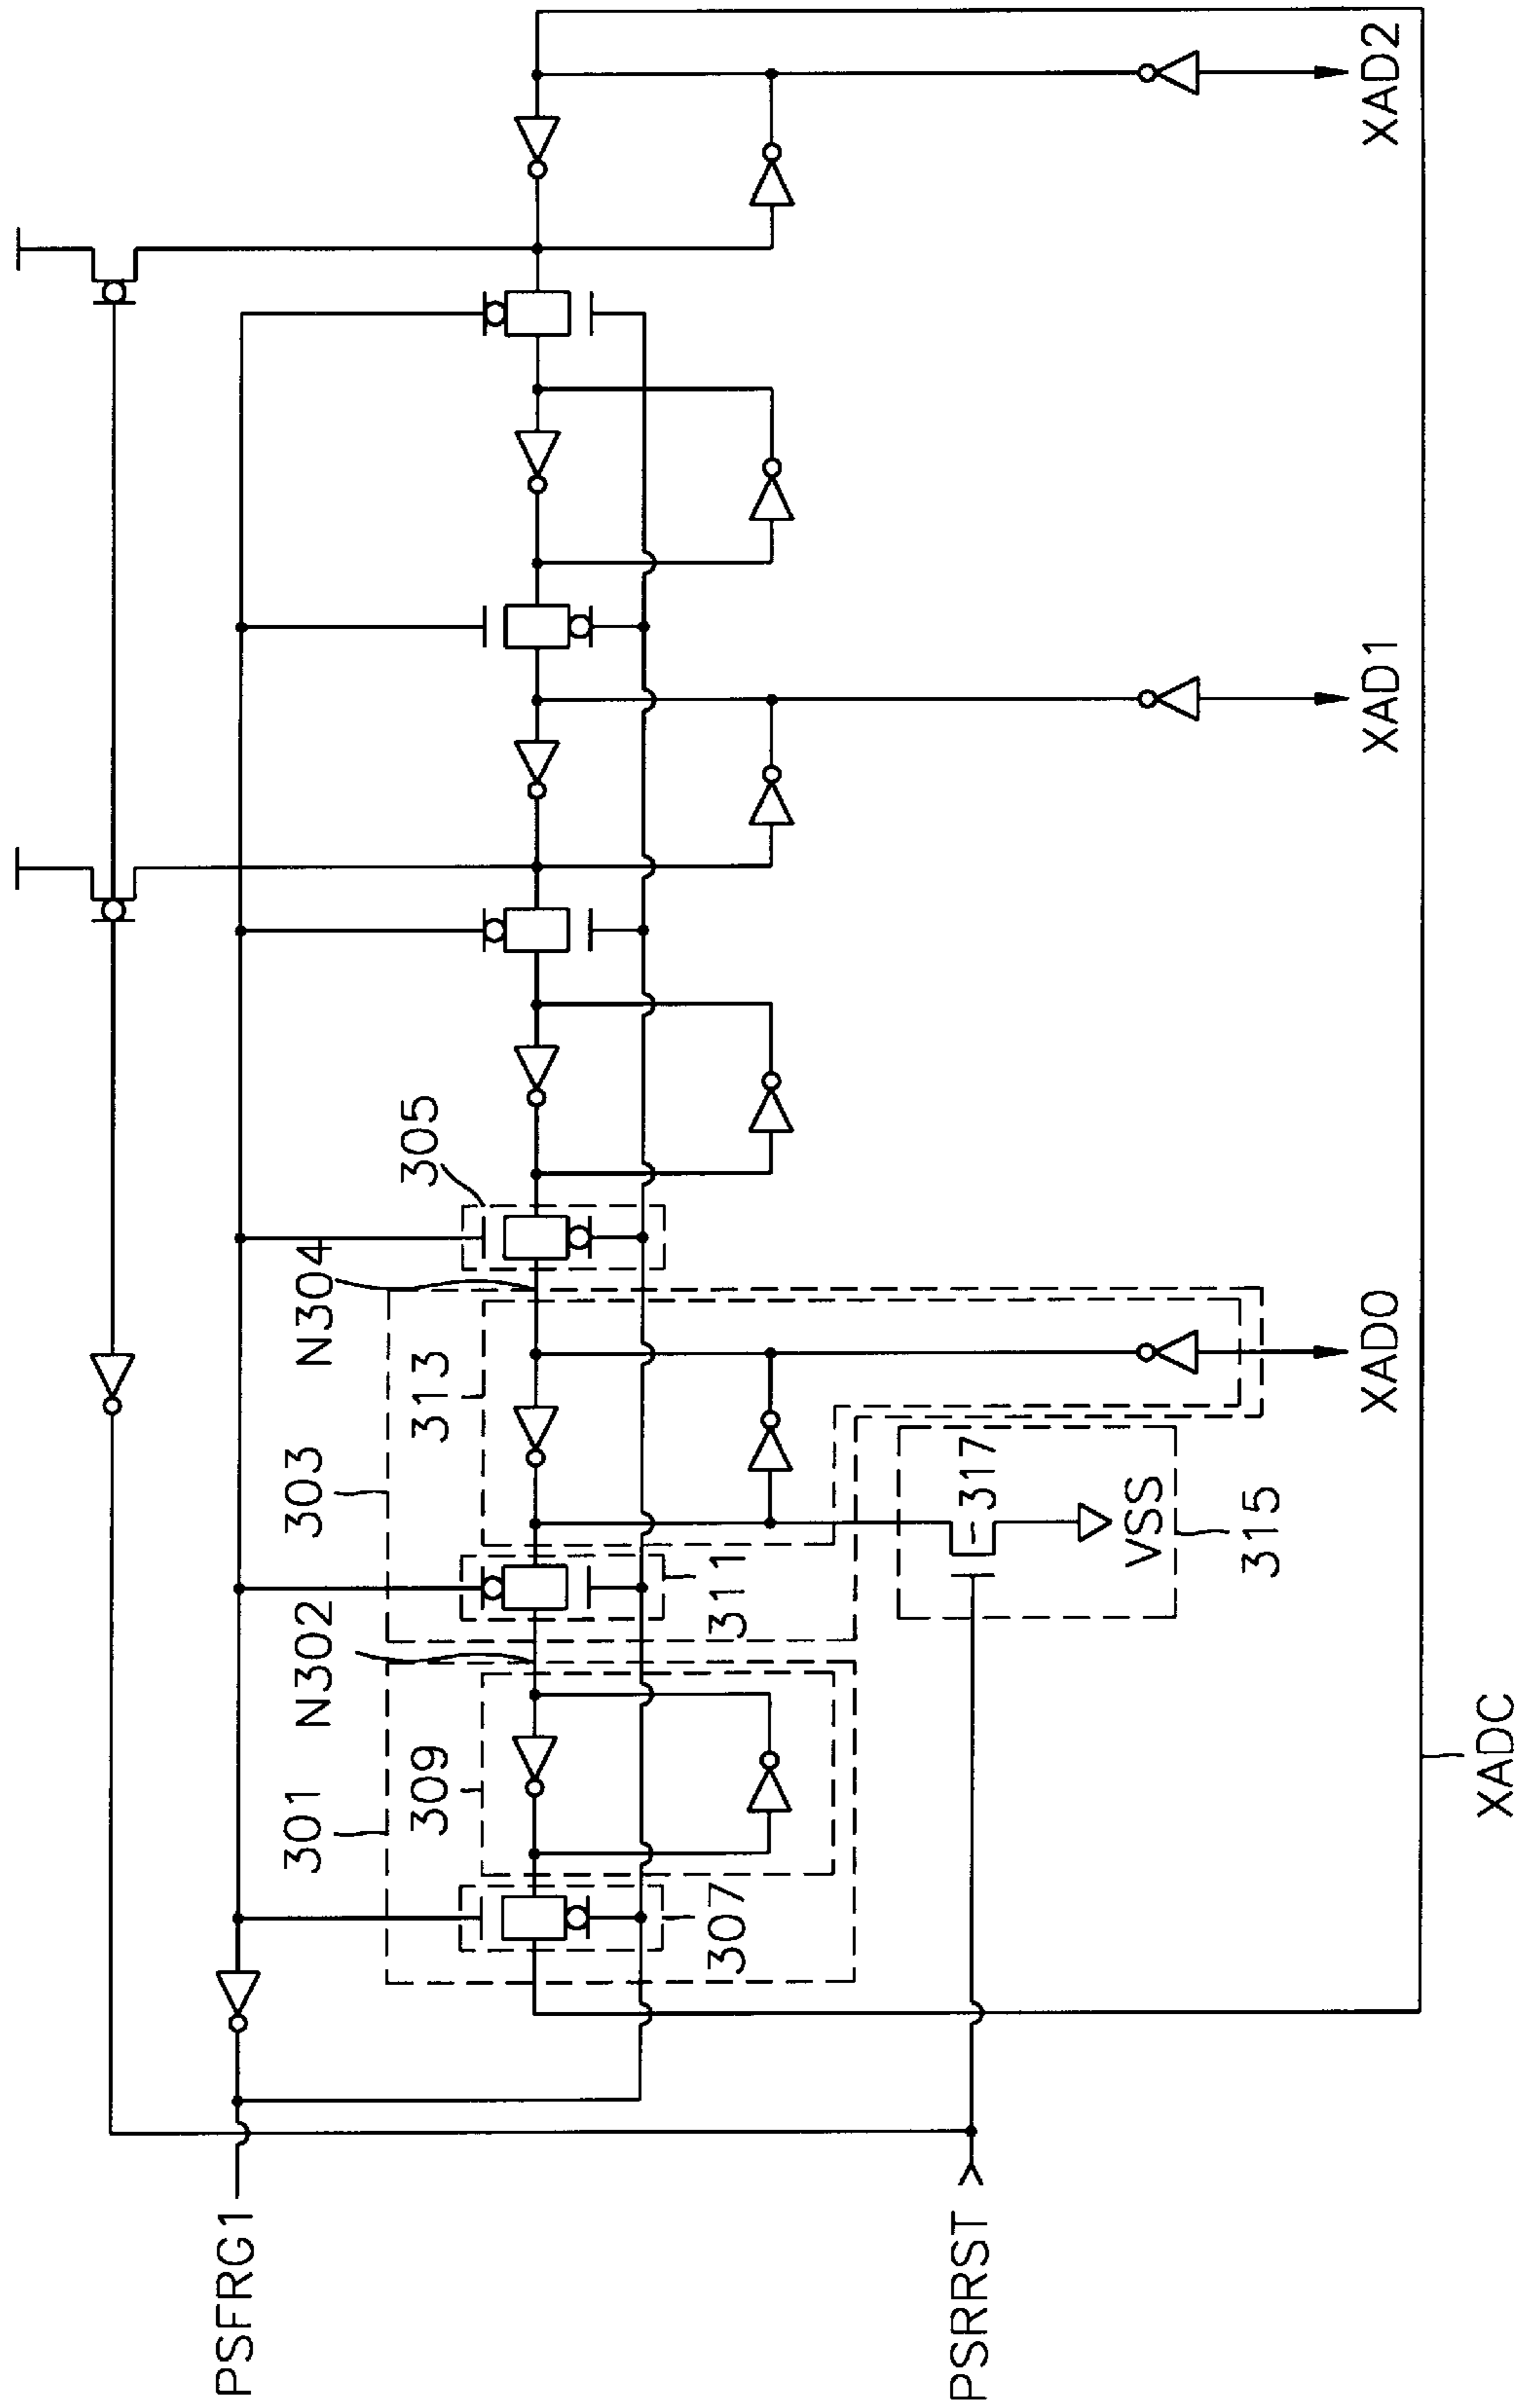 PSFRG1
PSRRST
301
309
307
N302
303
313
311
N304
305
317
VSS
315
XAD0
XAD1
XAD2
XADC